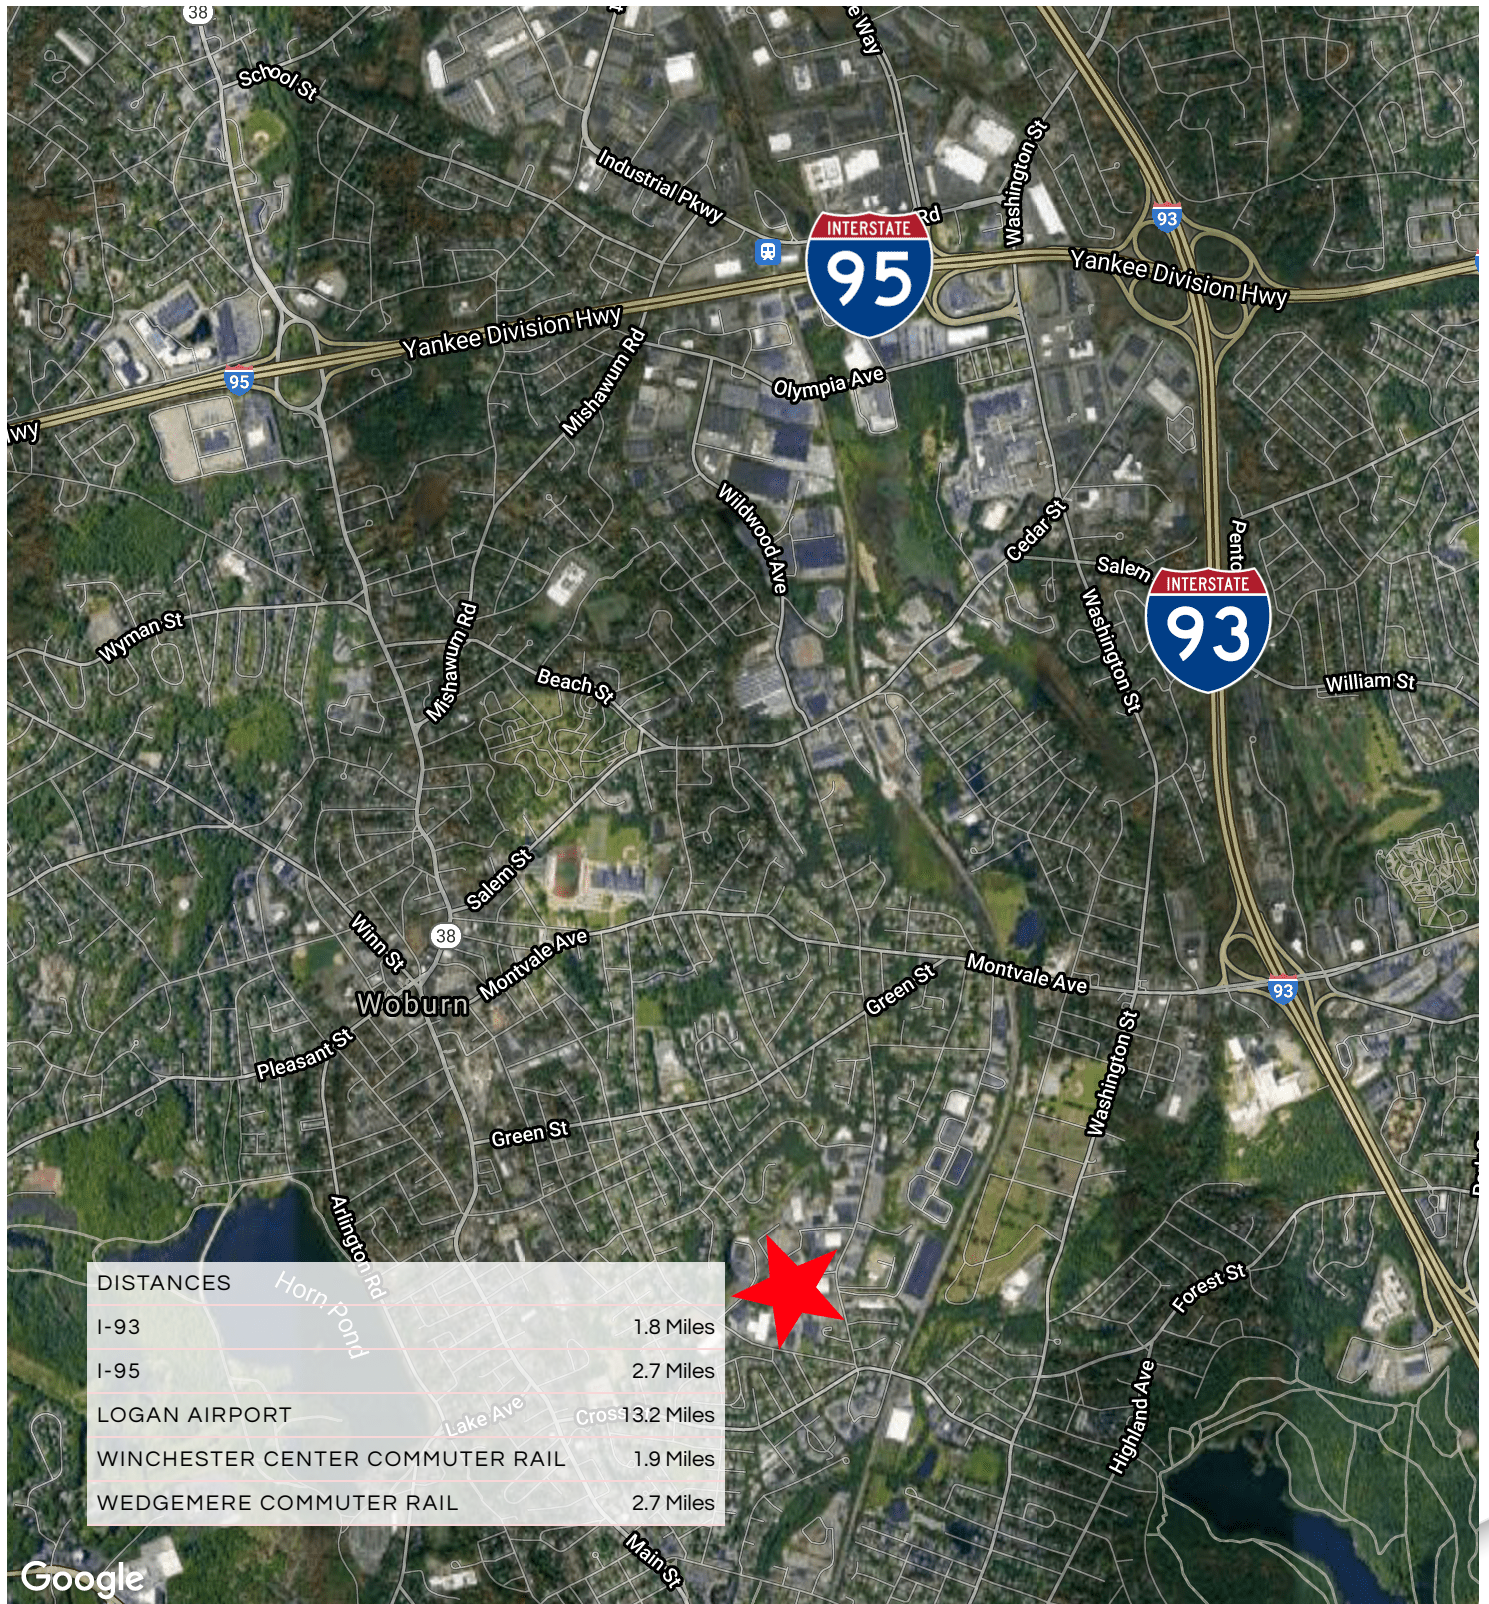 38
School St
Industrial Pkwy
Washington St
Rd
93
INTERSTATE
95
Yankee Division Hwy
Yankee Division Hwy
95
Mishawum Rd
Olympia Ave
Wildwood Ave
Cedar St
Salem
INTERSTATE
93
Washington St
Wyman St
Mishawum Rd
Beach St
William St
Salem St
Winn St
38
Montvale Ave
Woburn
Green St
Montvale Ave
93
Pleasant St
Washington St
Green St
Arlington Rd
Forest St
Highland Ave
Horn Pond
Lake Ave
DISTANCES
I-93 1.8 Miles
I-95 2.7 Miles
LOGAN AIRPORT 13.2 Miles
WINCHESTER CENTER COMMUTER RAIL 1.9 Miles
WEDGEMERE COMMUTER RAIL 2.7 Miles
Main St
Google